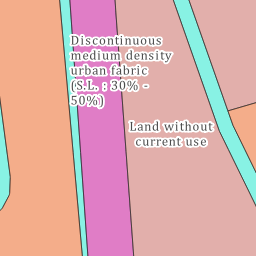 Discontinuous
medium density
urban fabric
(S.L. : 30% -
50%)
Land without
current use